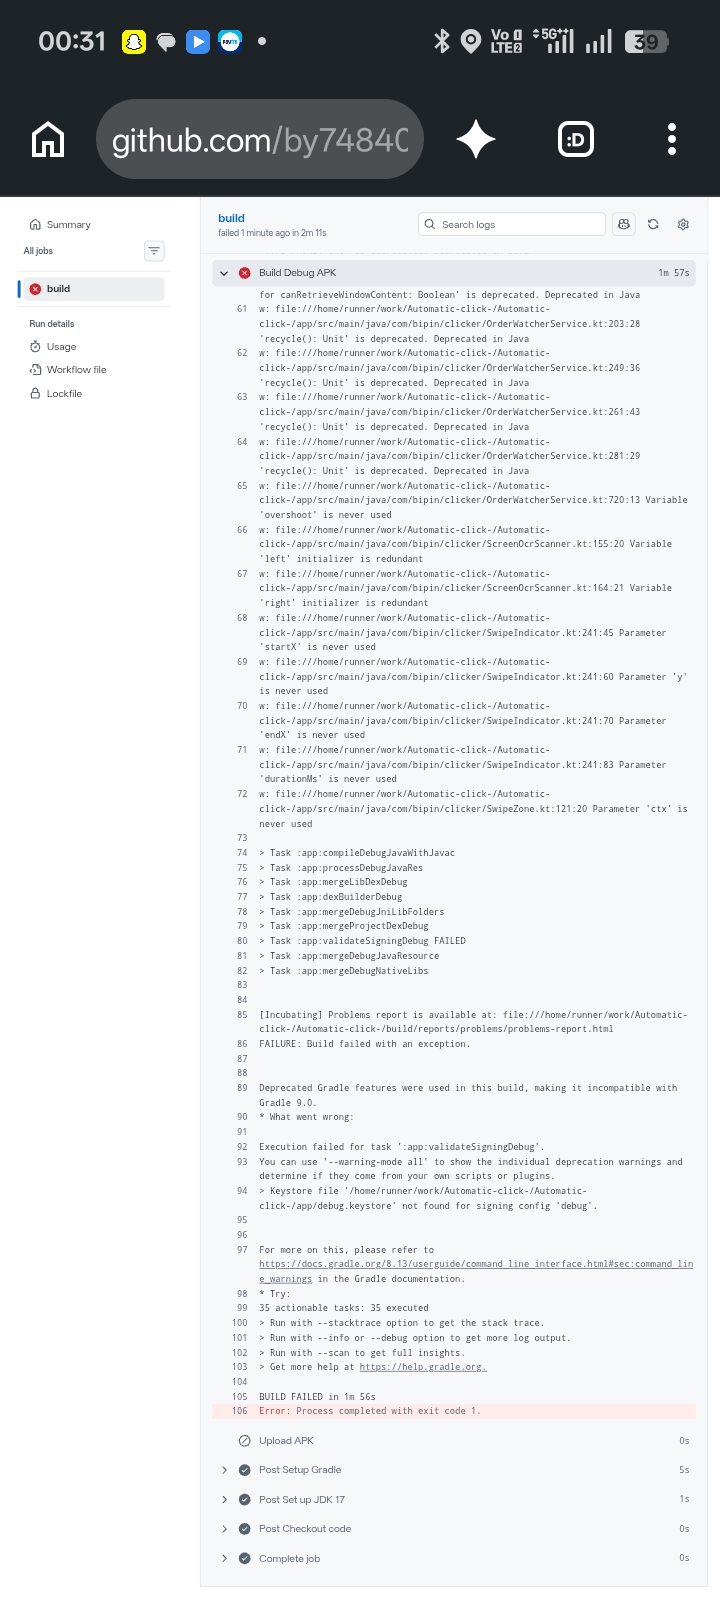 00:31
Vo
LTE2
5G++
39
github.com/by74840
:D
Summary
All jobs
build
Run details
Usage
Workflow file
Lockfile
build
failed 1 minute ago in 2m 11s
Search logs
Build Debug APK 1m 57s
for canRetrieveWindowContent: Boolean' is deprecated. Deprecated in Java
61 w: file:///home/runner/work/Automatic-click-/Automatic-
click-/app/src/main/java/com/bipin/clicker/OrderWatcherService.kt:203:28
'recycle(): Unit' is deprecated. Deprecated in Java
62 w: file:///home/runner/work/Automatic-click-/Automatic-
click-/app/src/main/java/com/bipin/clicker/OrderWatcherService.kt:249:36
'recycle(): Unit' is deprecated. Deprecated in Java
63 w: file:///home/runner/work/Automatic-click-/Automatic-
click-/app/src/main/java/com/bipin/clicker/OrderWatcherService.kt:261:43
'recycle(): Unit' is deprecated. Deprecated in Java
64 w: file:///home/runner/work/Automatic-click-/Automatic-
click-/app/src/main/java/com/bipin/clicker/OrderWatcherService.kt:281:29
'recycle(): Unit' is deprecated. Deprecated in Java
65 w: file:///home/runner/work/Automatic-click-/Automatic-
click-/app/src/main/java/com/bipin/clicker/OrderWatcherService.kt:720:13 Variable
'overshoot' is never used
66 w: file:///home/runner/work/Automatic-click-/Automatic-
click-/app/src/main/java/com/bipin/clicker/ScreenOcrScanner.kt:155:20 Variable
'left' initializer is redundant
67 w: file:///home/runner/work/Automatic-click-/Automatic-
click-/app/src/main/java/com/bipin/clicker/ScreenOcrScanner.kt:164:21 Variable
'right' initializer is redundant
68 w: file:///home/runner/work/Automatic-click-/Automatic-
click-/app/src/main/java/com/bipin/clicker/SwipeIndicator.kt:241:45 Parameter
'startX' is never used
69 w: file:///home/runner/work/Automatic-click-/Automatic-
click-/app/src/main/java/com/bipin/clicker/SwipeIndicator.kt:241:60 Parameter 'y'
is never used
70 w: file:///home/runner/work/Automatic-click-/Automatic-
click-/app/src/main/java/com/bipin/clicker/SwipeIndicator.kt:241:70 Parameter
'endX' is never used
71 w: file:///home/runner/work/Automatic-click-/Automatic-
click-/app/src/main/java/com/bipin/clicker/SwipeIndicator.kt:241:83 Parameter
'durationMs' is never used
72 w: file:///home/runner/work/Automatic-click-/Automatic-
click-/app/src/main/java/com/bipin/clicker/SwipeZone.kt:121:20 Parameter 'ctx' is
never used
73
74 > Task :app:compileDebugJavaWithJavac
75 > Task :app:processDebugJavaRes
76 > Task :app:mergeLibDexDebug
77 > Task :app:dexBuilderDebug
78 > Task :app:mergeDebugJniLibFolders
79 > Task :app:mergeProjectDexDebug
80 > Task :app:validateSigningDebug FAILED
81 > Task :app:mergeDebugJavaResource
82 > Task :app:mergeDebugNativeLibs
83
84
85 [Incubating] Problems report is available at: file:///home/runner/work/Automatic-
click-/Automatic-click-/build/reports/problems/problems-report.html
86 FAILURE: Build failed with an exception.
87
88
89 Deprecated Gradle features were used in this build, making it incompatible with
Gradle 9.0.
90 * What went wrong:
91
92 Execution failed for task ':app:validateSigningDebug'.
93 You can use '--warning-mode all' to show the individual deprecation warnings and
determine if they come from your own scripts or plugins.
94 > Keystore file '/home/runner/work/Automatic-click-/Automatic-
click-/app/debug.keystore' not found for signing config 'debug'.
95
96
97 For more on this, please refer to
https://docs.gradle.org/8.13/userguide/command_line_interface.html#sec:command_lin
e_warnings in the Gradle documentation.
98 * Try:
99 35 actionable tasks: 35 executed
100 > Run with --stacktrace option to get the stack trace.
101 > Run with --info or --debug option to get more log output.
102 > Run with --scan to get full insights.
103 > Get more help at https://help.gradle.org.
104
105 BUILD FAILED in 1m 56s
106 Error: Process completed with exit code 1.
Upload APK 0s
Post Setup Gradle 5s
Post Set up JDK 17 1s
Post Checkout code 0s
Complete job 0s